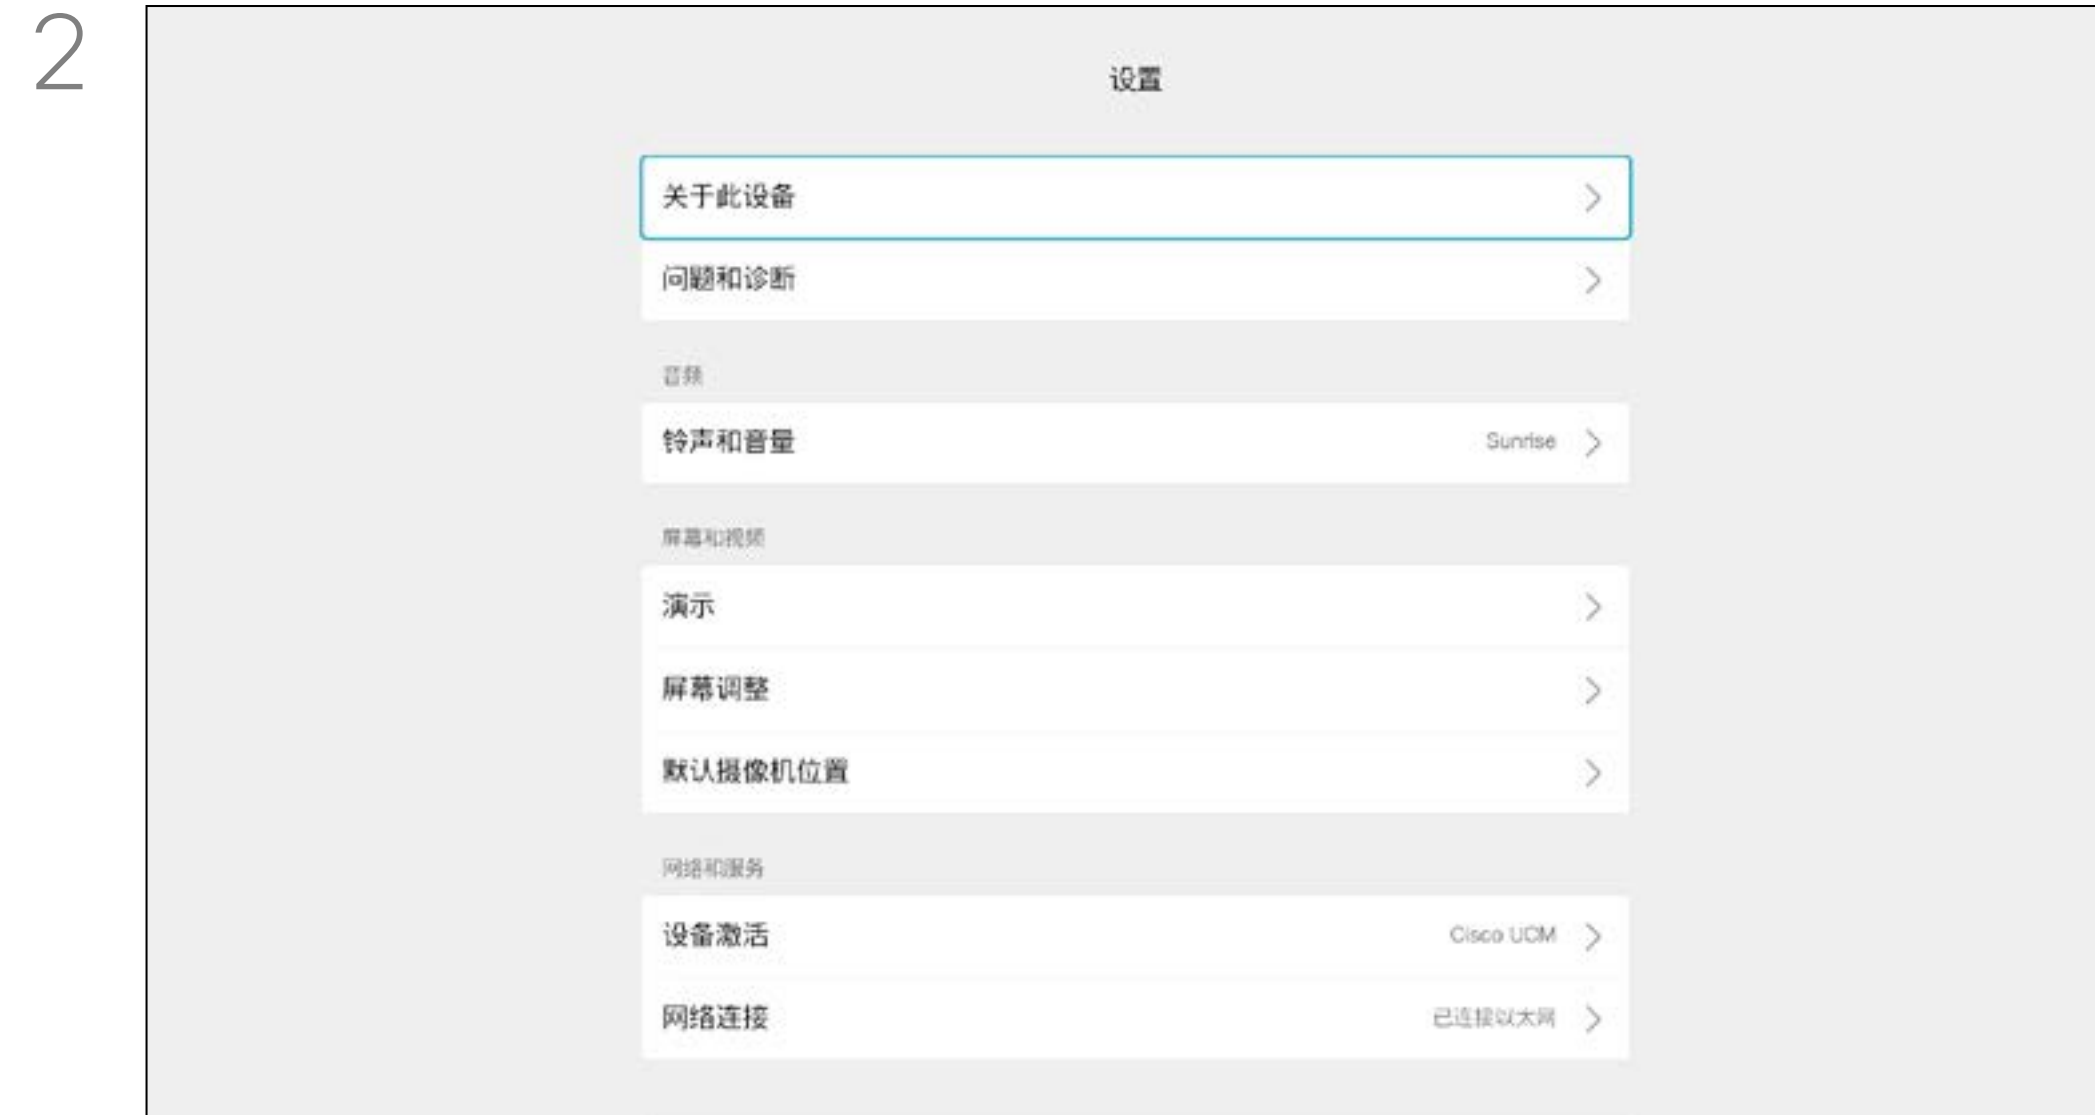 2
设置
关于此设备
问题和诊断
音频
铃声和音量 Sunrise
屏幕和视频
演示
屏幕调整
默认摄像机位置
网络和服务
设备激活 Cisco UCM
网络连接 已连接以太网